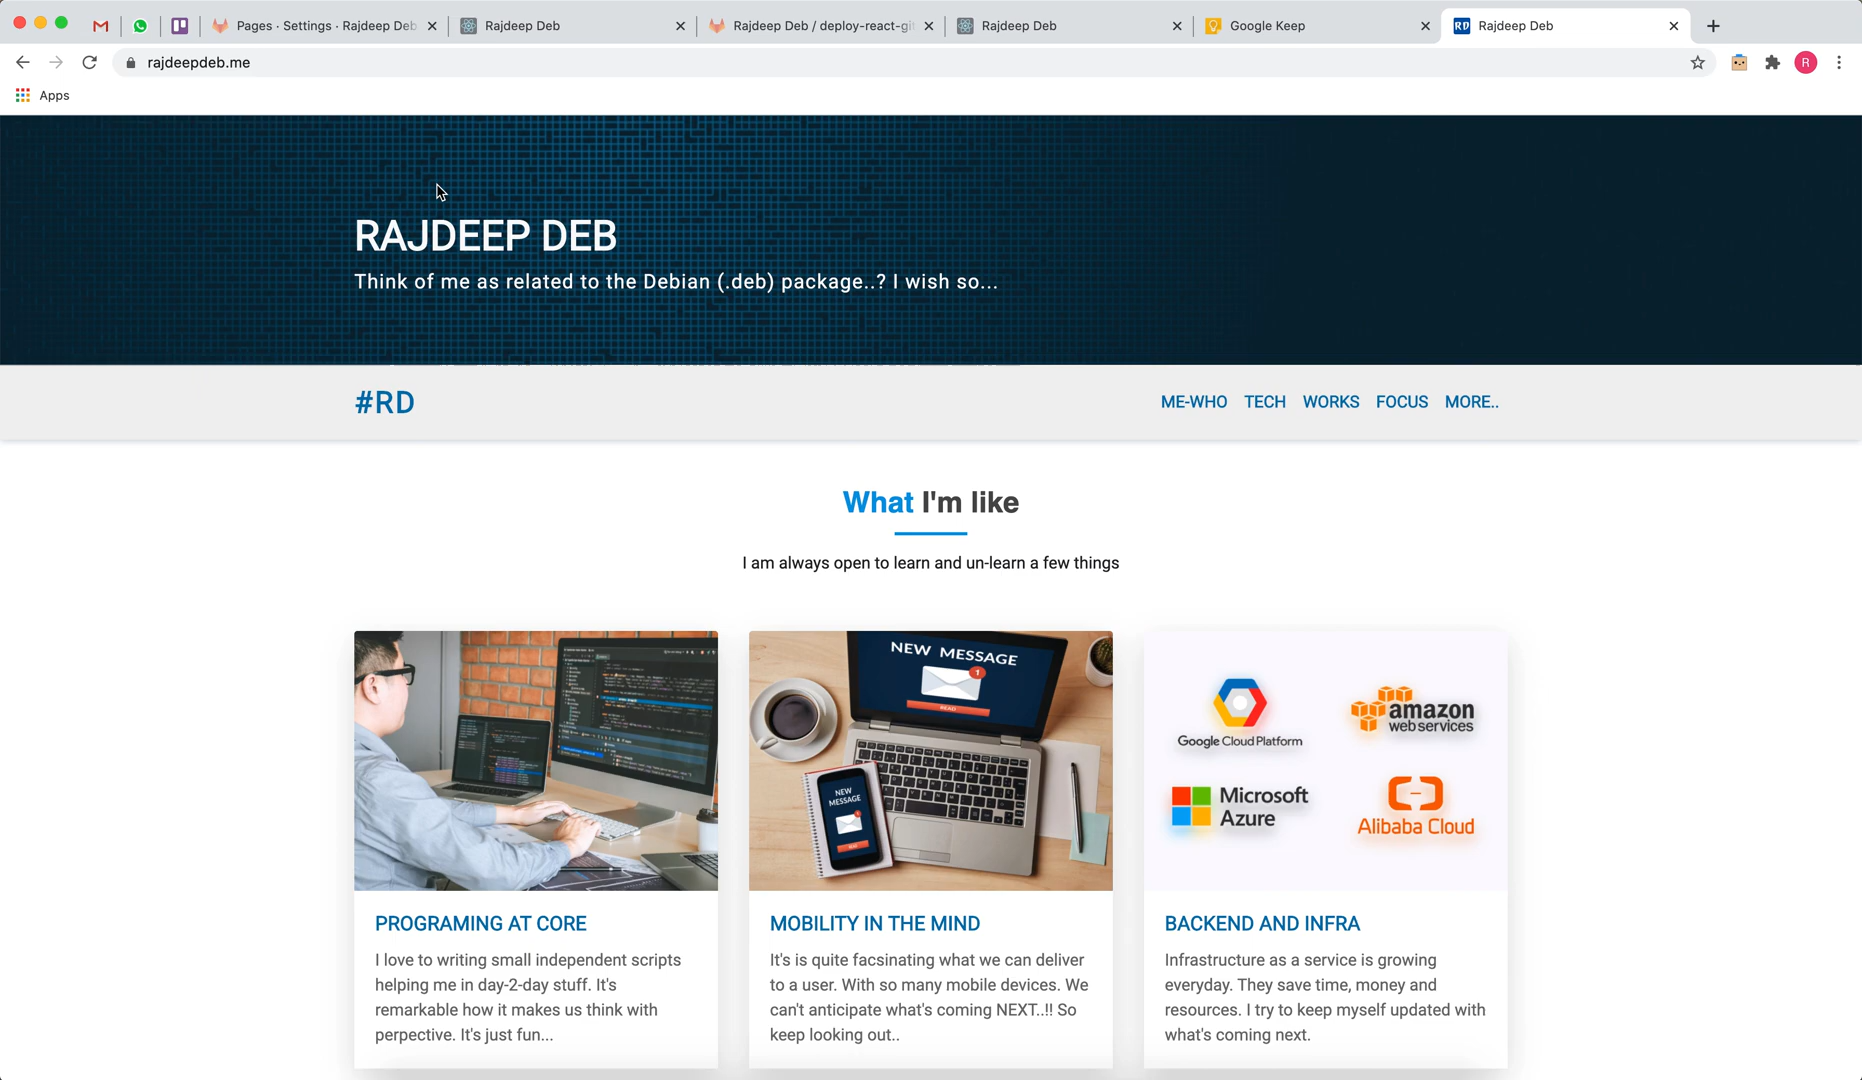 Pages · Settings · Rajdeep Deb
Rajdeep Deb
Rajdeep Deb / deploy-react-git
Rajdeep Deb
Google Keep
RD Rajdeep Deb
rajdeepdeb.me
R
Apps
RAJDEEP DEB
Think of me as related to the Debian (.deb) package..? I wish so...
#RD
ME-WHO TECH WORKS FOCUS MORE..
What I'm like
I am always open to learn and un-learn a few things
NEW MESSAGE
1
READ
NEW
MESSAGE
READ
Google Cloud Platform
amazon
webservices
Microsoft
Azure
Alibaba Cloud
PROGRAMING AT CORE
I love to writing small independent scripts
helping me in day-2-day stuff. It's
remarkable how it makes us think with
perpective. It's just fun...
MOBILITY IN THE MIND
It's is quite facsinating what we can deliver
to a user. With so many mobile devices. We
can't anticipate what's coming NEXT..!! So
keep looking out..
BACKEND AND INFRA
Infrastructure as a service is growing
everyday. They save time, money and
resources. I try to keep myself updated with
what's coming next.